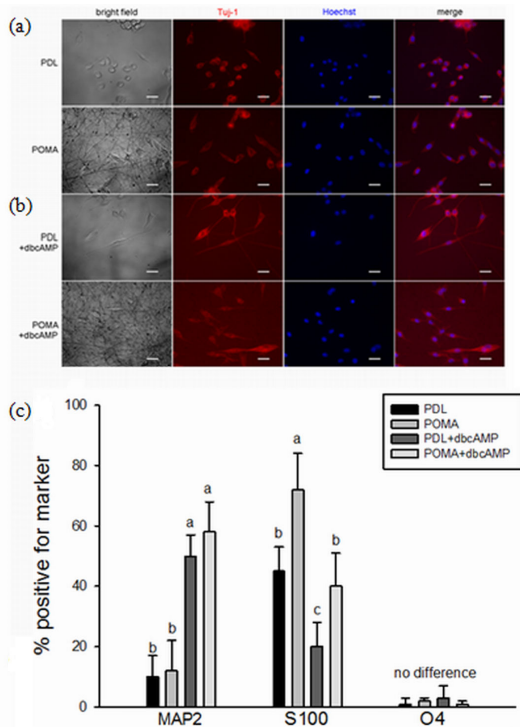 (a)
bright field Tuj-1 Hoechst merge
PDL
POMA
(b)
PDL
+dbcAMP
POMA
+dbcAMP
(c)
% positive for marker
100
80
60
40
20
0
PDL
POMA
PDL+dbcAMP
POMA+dbcAMP
b b a a
b a c b
no difference
MAP2 S100 O4